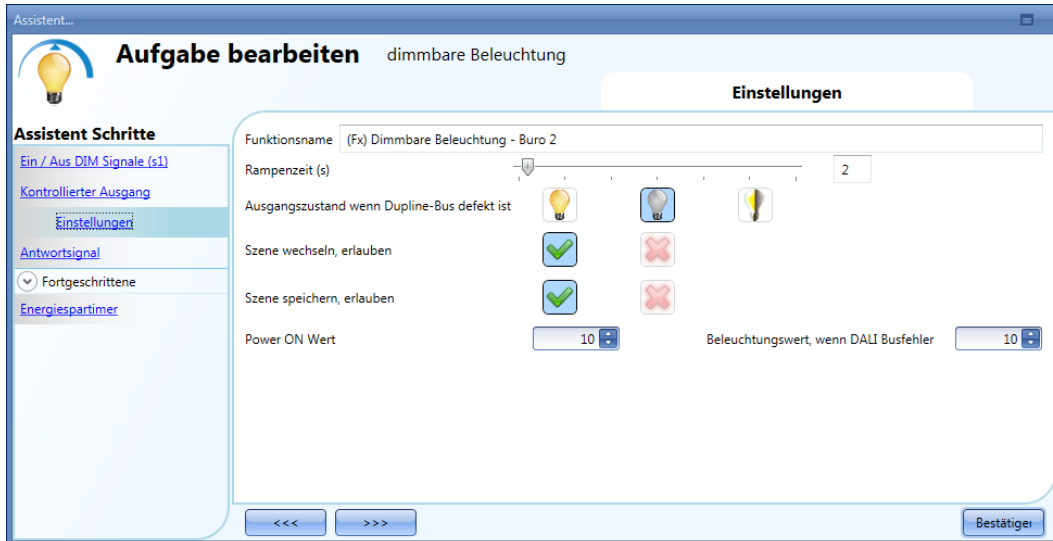 Assistent...
Aufgabe bearbeiten dimmbare Beleuchtung
Einstellungen
Assistent Schritte
Ein / Aus DIM Signale (s1)
Kontrollierter Ausgang
Einstellungen
Antwortsignal
Fortgeschrittene
Energiespartimer
Funktionsname (Fx) Dimmbare Beleuchtung - Buro 2
Rampenzeit (s) 2
Ausgangszustand wenn Dupline-Bus defekt ist
Szene wechseln, erlauben
Szene speichern, erlauben
Power ON Wert 10 Beleuchtungswert, wenn DALI Busfehler 10
<<< >>> Bestätiger